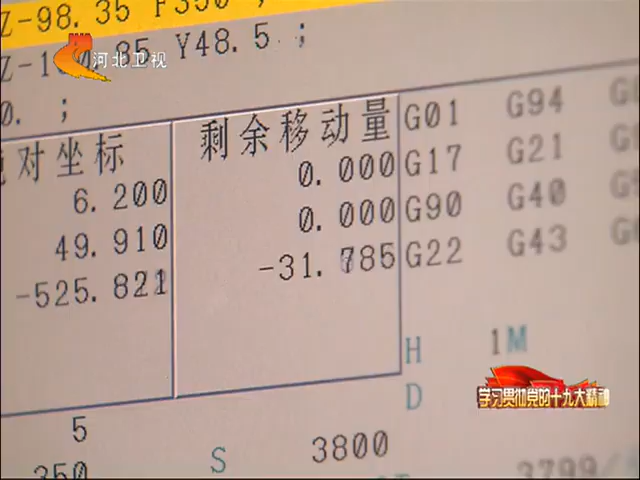 Z-98.35 F350 ;
Y48.5 ;
河北卫视
0. ;
对坐标
剩余移动量
6.200
49.910
-525.821
0.000
0.000
-31.785
G01 G94
G17 G21
G90 G40
G22 G43
H 1M
D
学习贯彻党的十九大精神
5
S 3800
350
3799